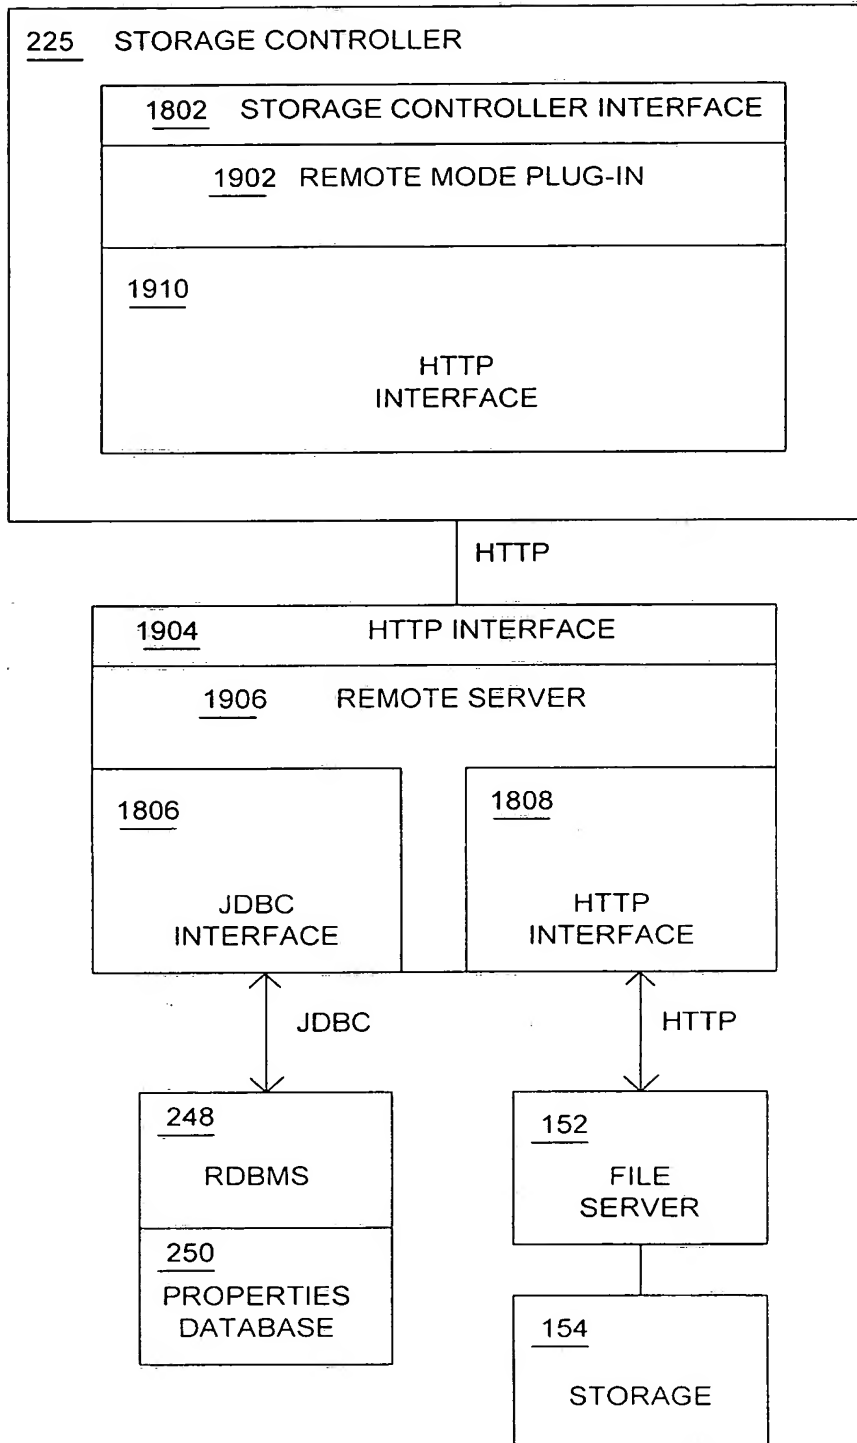 225 STORAGE CONTROLLER
1802 STORAGE CONTROLLER INTERFACE
1902 REMOTE MODE PLUG-IN
1910
HTTP
INTERFACE
HTTP
1904 HTTP INTERFACE
1906 REMOTE SERVER
1806
JDBC
INTERFACE
1808
HTTP
INTERFACE
JDBC
HTTP
248
RDBMS
250
PROPERTIES
DATABASE
152
FILE
SERVER
154
STORAGE